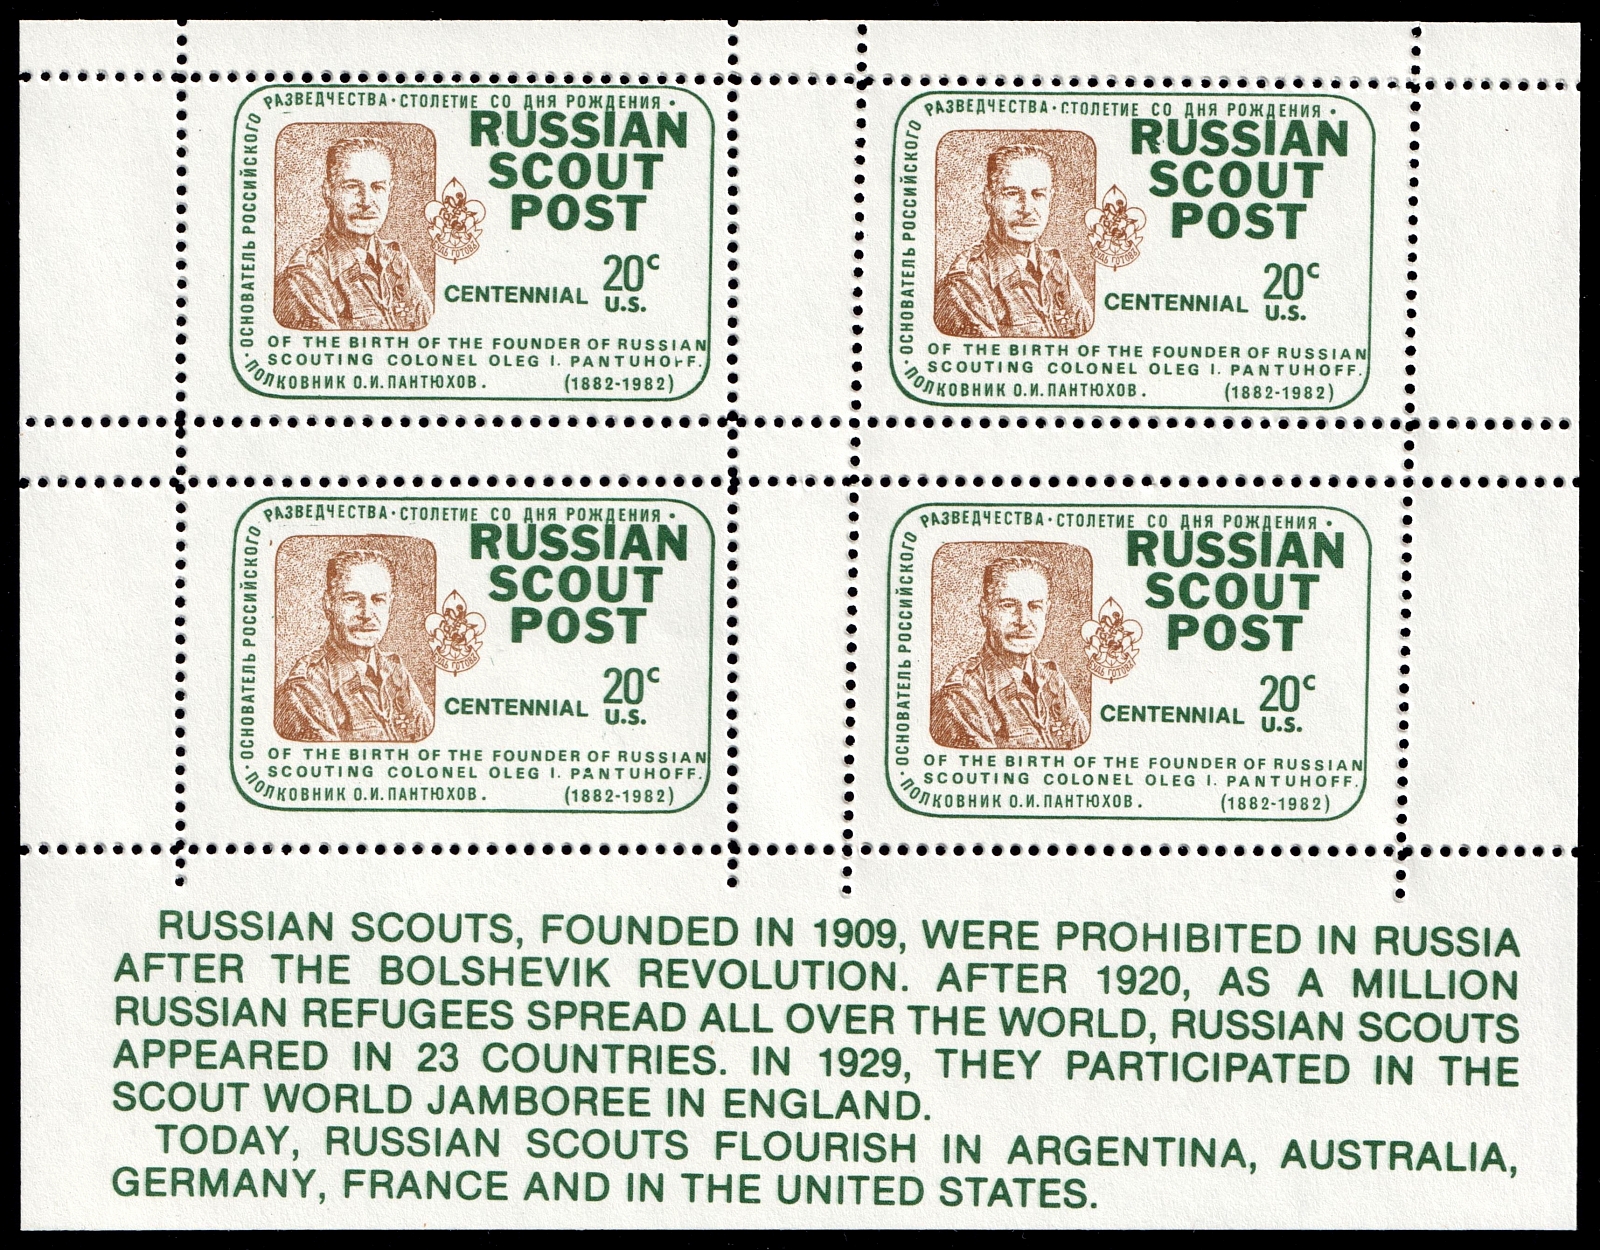 РАЗВЕДЧЕСТВА · СТОЛЕТИЕ СО ДНЯ РОЖДЕНИЯ ·
RUSSIAN
SCOUT
POST
20c
U.S.
CENTENNIAL
OF THE BIRTH OF THE FOUNDER OF RUSSIAN
SCOUTING COLONEL OLEG I. PANTUHOFF.
· ПОЛКОВНИК О.И.ПАНТЮХОВ.
(1882-1982)
· ОСНОВАТЕЛЬ РОССИЙСКОГО
РАЗВЕДЧЕСТВА · СТОЛЕТИЕ СО ДНЯ РОЖДЕНИЯ ·
RUSSIAN
SCOUT
POST
20c
U.S.
CENTENNIAL
OF THE BIRTH OF THE FOUNDER OF RUSSIAN
SCOUTING COLONEL OLEG I. PANTUHOFF.
· ПОЛКОВНИК О.И.ПАНТЮХОВ.
(1882-1982)
· ОСНОВАТЕЛЬ РОССИЙСКОГО
РАЗВЕДЧЕСТВА · СТОЛЕТИЕ СО ДНЯ РОЖДЕНИЯ ·
RUSSIAN
SCOUT
POST
20c
U.S.
CENTENNIAL
OF THE BIRTH OF THE FOUNDER OF RUSSIAN
SCOUTING COLONEL OLEG I. PANTUHOFF.
· ПОЛКОВНИК О.И.ПАНТЮХОВ.
(1882-1982)
· ОСНОВАТЕЛЬ РОССИЙСКОГО
РАЗВЕДЧЕСТВА · СТОЛЕТИЕ СО ДНЯ РОЖДЕНИЯ ·
RUSSIAN
SCOUT
POST
20c
U.S.
CENTENNIAL
OF THE BIRTH OF THE FOUNDER OF RUSSIAN
SCOUTING COLONEL OLEG I. PANTUHOFF.
· ПОЛКОВНИК О.И.ПАНТЮХОВ.
(1882-1982)
· ОСНОВАТЕЛЬ РОССИЙСКОГО
RUSSIAN SCOUTS, FOUNDED IN 1909, WERE PROHIBITED IN RUSSIA
AFTER THE BOLSHEVIK REVOLUTION. AFTER 1920, AS A MILLION
RUSSIAN REFUGEES SPREAD ALL OVER THE WORLD, RUSSIAN SCOUTS
APPEARED IN 23 COUNTRIES. IN 1929, THEY PARTICIPATED IN THE
SCOUT WORLD JAMBOREE IN ENGLAND.
TODAY, RUSSIAN SCOUTS FLOURISH IN ARGENTINA, AUSTRALIA,
GERMANY, FRANCE AND IN THE UNITED STATES.